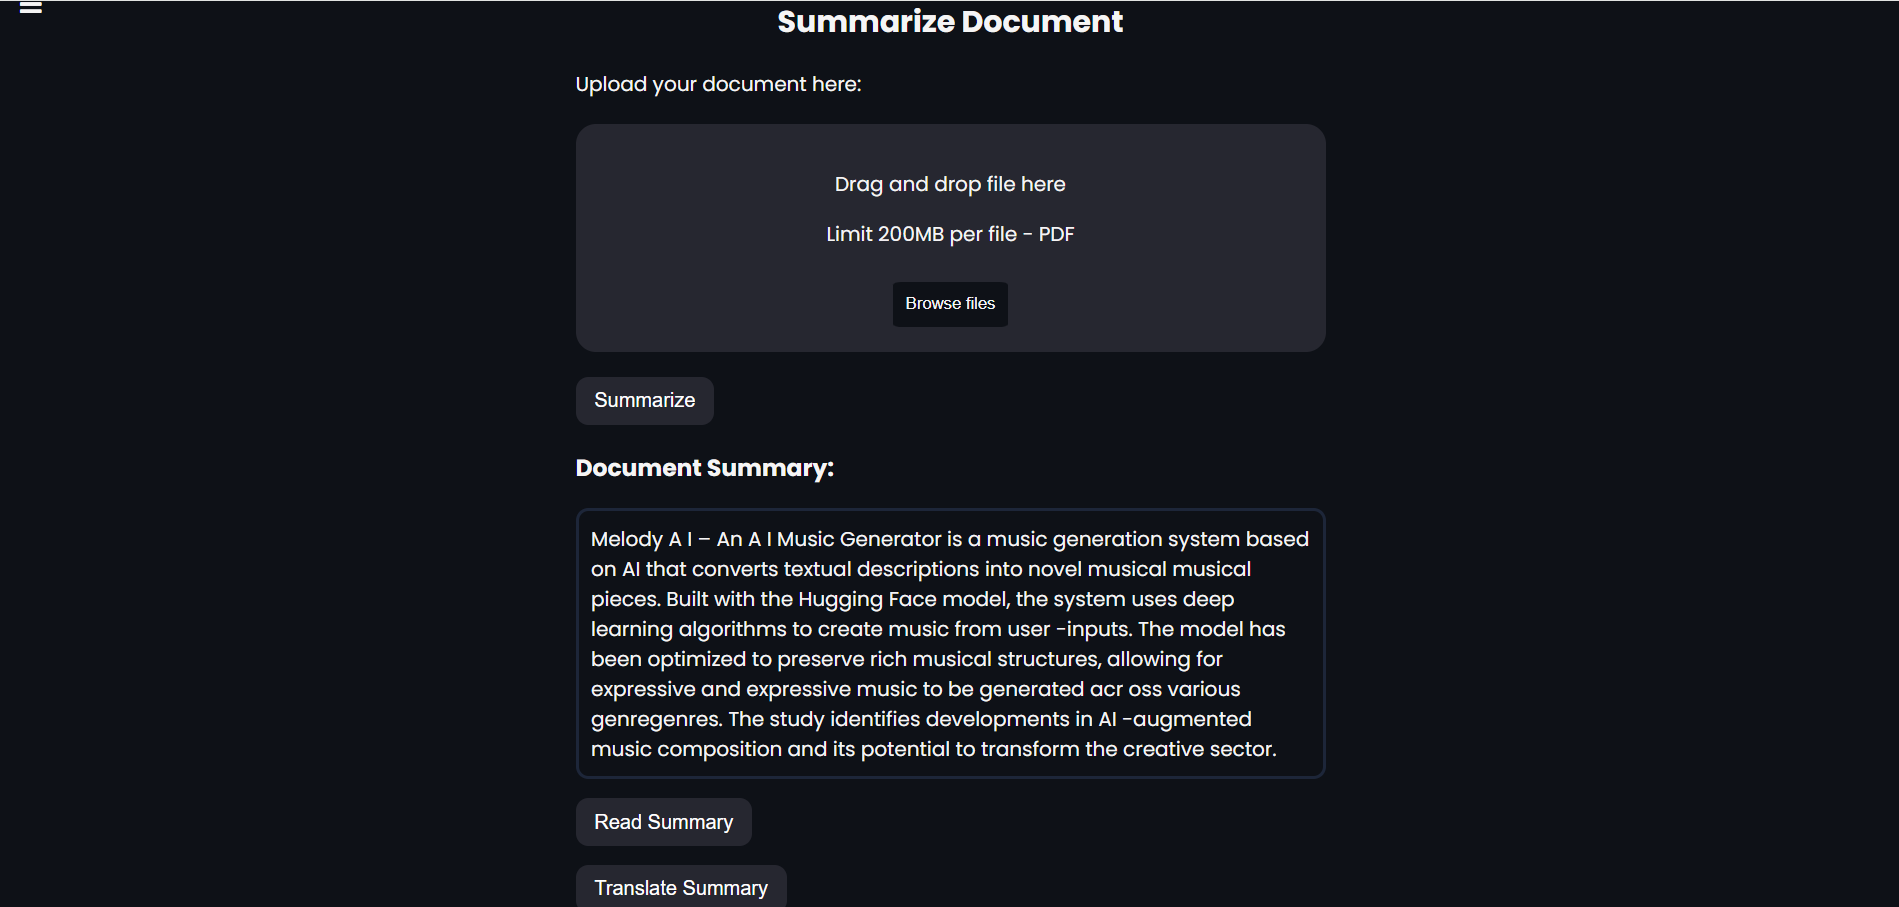 Summarize Document
Upload your document here:
Drag and drop file here
Limit 200MB per file - PDF
Browse files
Summarize
Document Summary:
Melody A I – An A I Music Generator is a music generation system based
on AI that converts textual descriptions into novel musical musical
pieces. Built with the Hugging Face model, the system uses deep
learning algorithms to create music from user -inputs. The model has
been optimized to preserve rich musical structures, allowing for
expressive and expressive music to be generated acr oss various
genregenres. The study identifies developments in AI -augmented
music composition and its potential to transform the creative sector.
Read Summary
Translate Summary